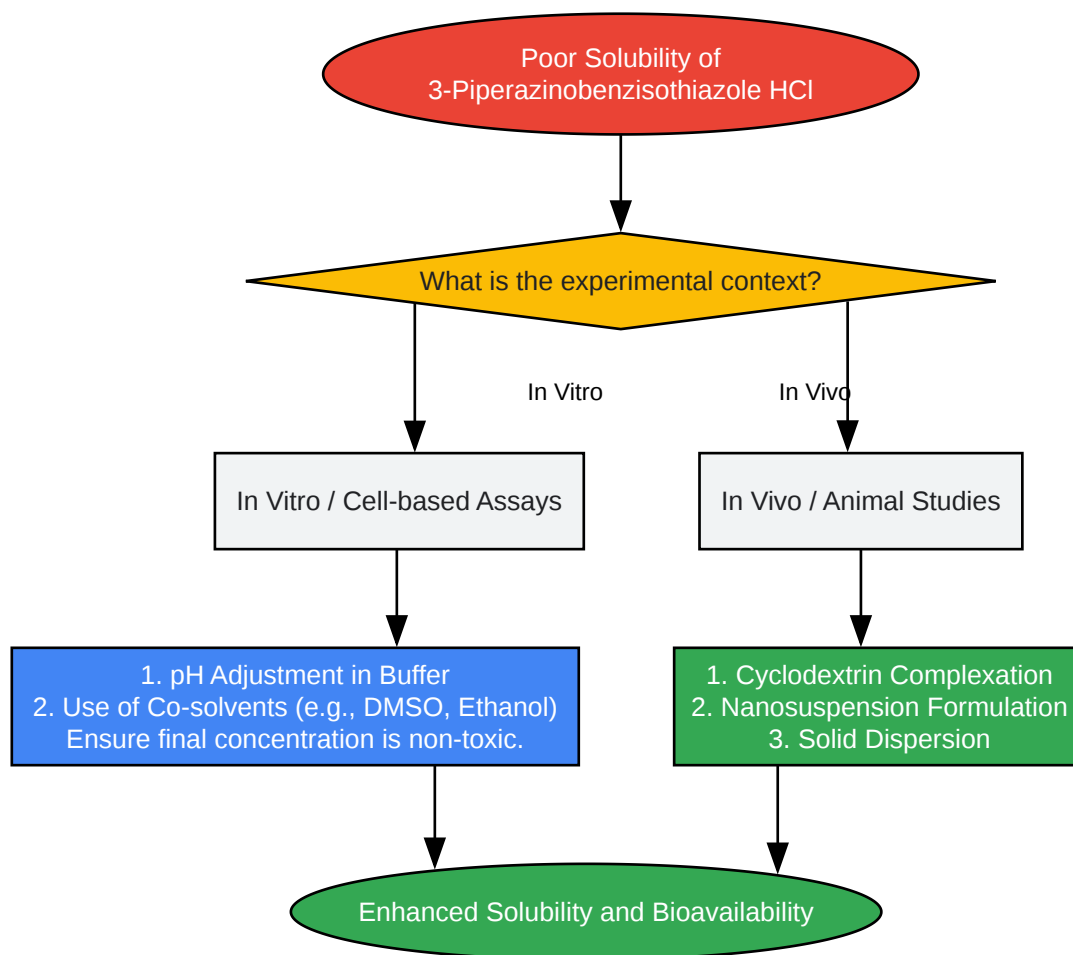 Poor Solubility of
3-Piperazinobenzisothiazole HCl
What is the experimental context?
In Vitro
In Vivo
In Vitro / Cell-based Assays
In Vivo / Animal Studies
1. pH Adjustment in Buffer
2. Use of Co-solvents (e.g., DMSO, Ethanol)
Ensure final concentration is non-toxic.
1. Cyclodextrin Complexation
2. Nanosuspension Formulation
3. Solid Dispersion
Enhanced Solubility and Bioavailability